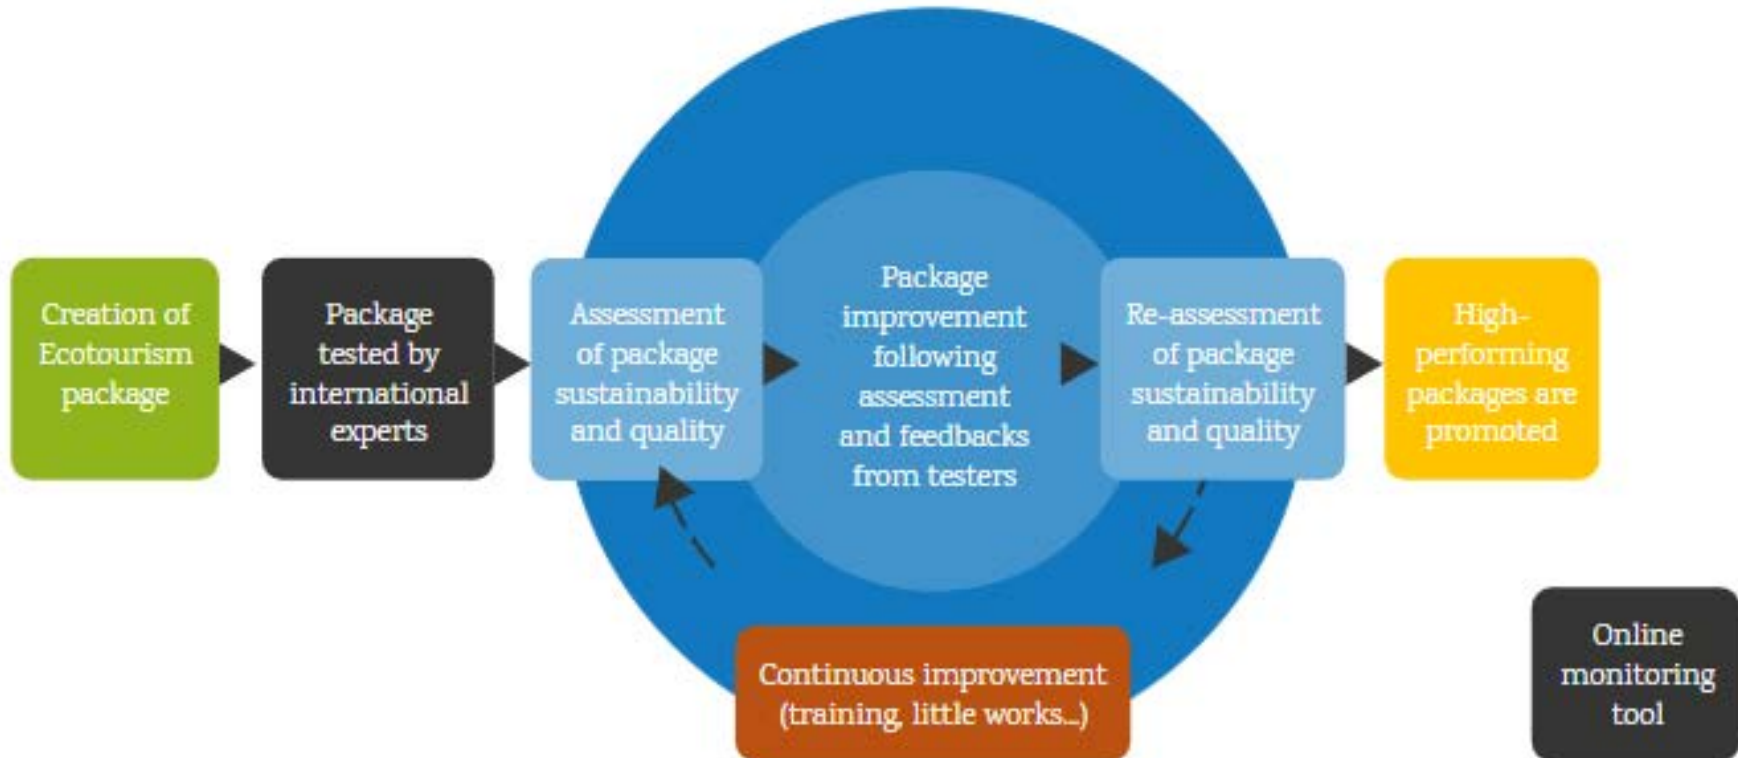 Creation of
Ecotourism
package
Package
tested by
international
experts
Assessment
of package
sustainability
and quality
Package
improvement
following
assessment
and feedbacks
from testers
Re-assessment
of package
sustainability
and quality
High-
performing
packages are
promoted
Continuous improvement
(training, little works...)
Online
monitoring
tool